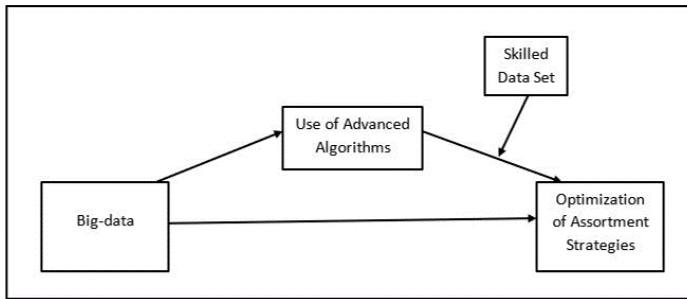 Skilled
Data Set
Use of Advanced
Algorithms
Big-data
Optimization
of Assortment
Strategies